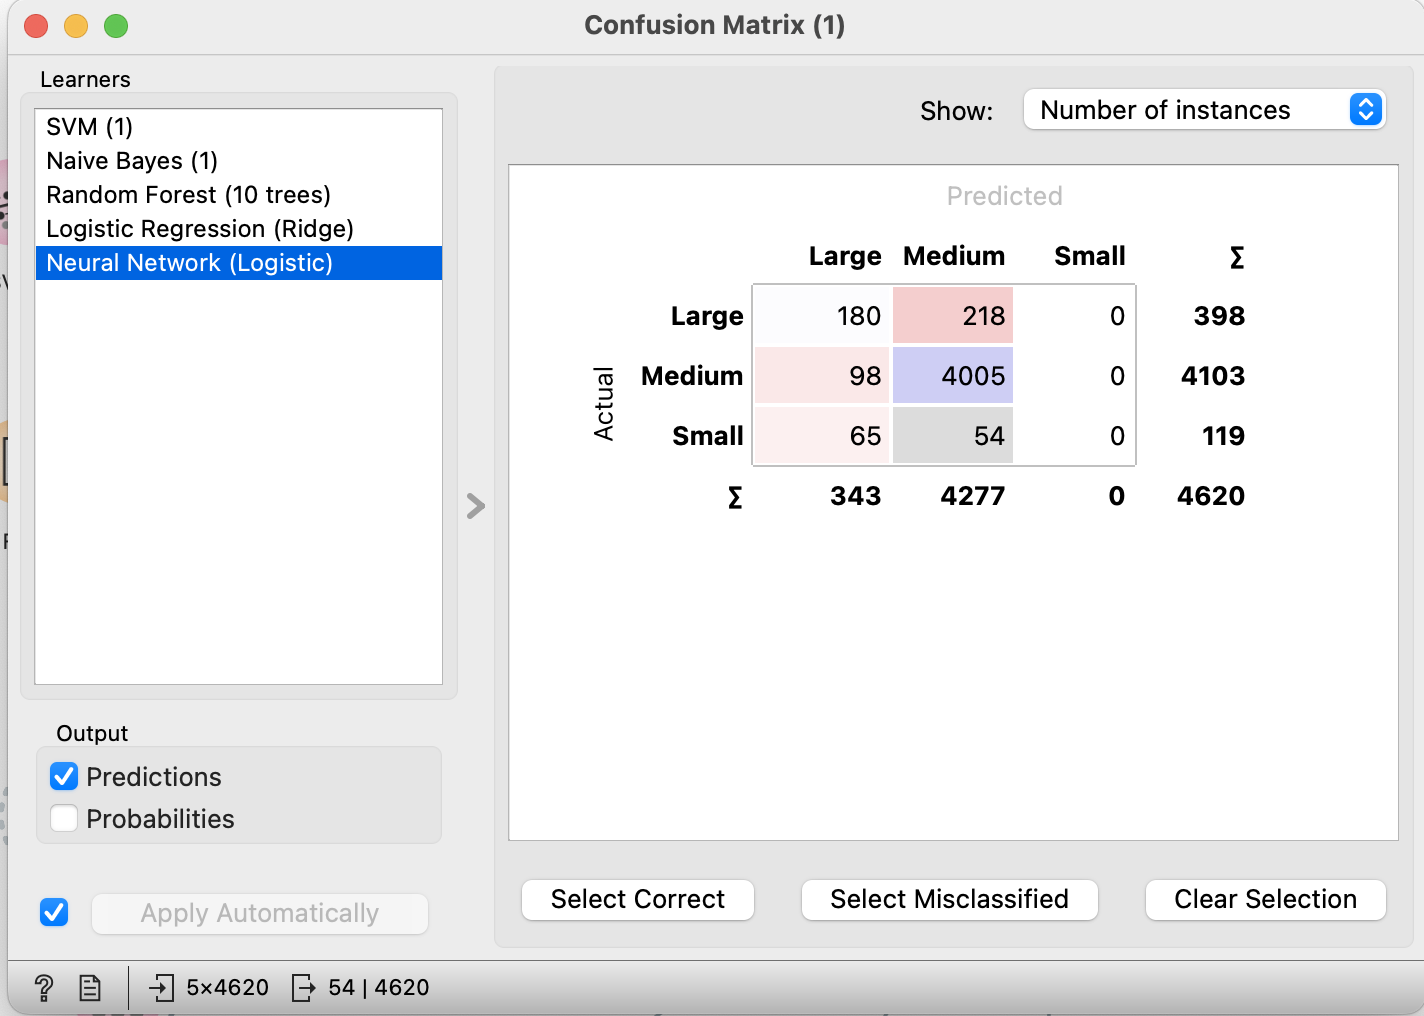 Confusion Matrix (1)
Learners
SVM (1)
Naive Bayes (1)
Random Forest (10 trees)
Logistic Regression (Ridge)
Neural Network (Logistic)
Output
Predictions
Probabilities
Apply Automatically
Show: Number of instances
Predicted
Large Medium Small Σ
Actual
Large 180 218 0 398
Medium 98 4005 0 4103
Small 65 54 0 119
Σ 343 4277 0 4620
Select Correct Select Misclassified Clear Selection
? 5×4620 54 | 4620